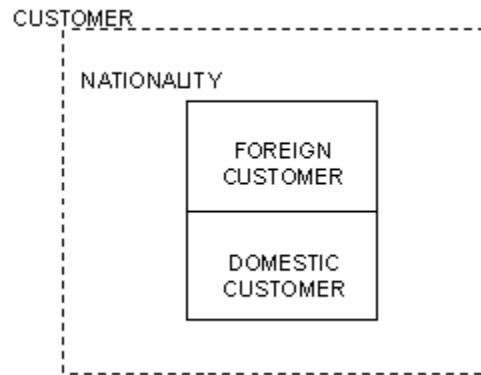 CUSTOMER
NATIONALITY
FOREIGN
CUSTOMER
DOMESTIC
CUSTOMER